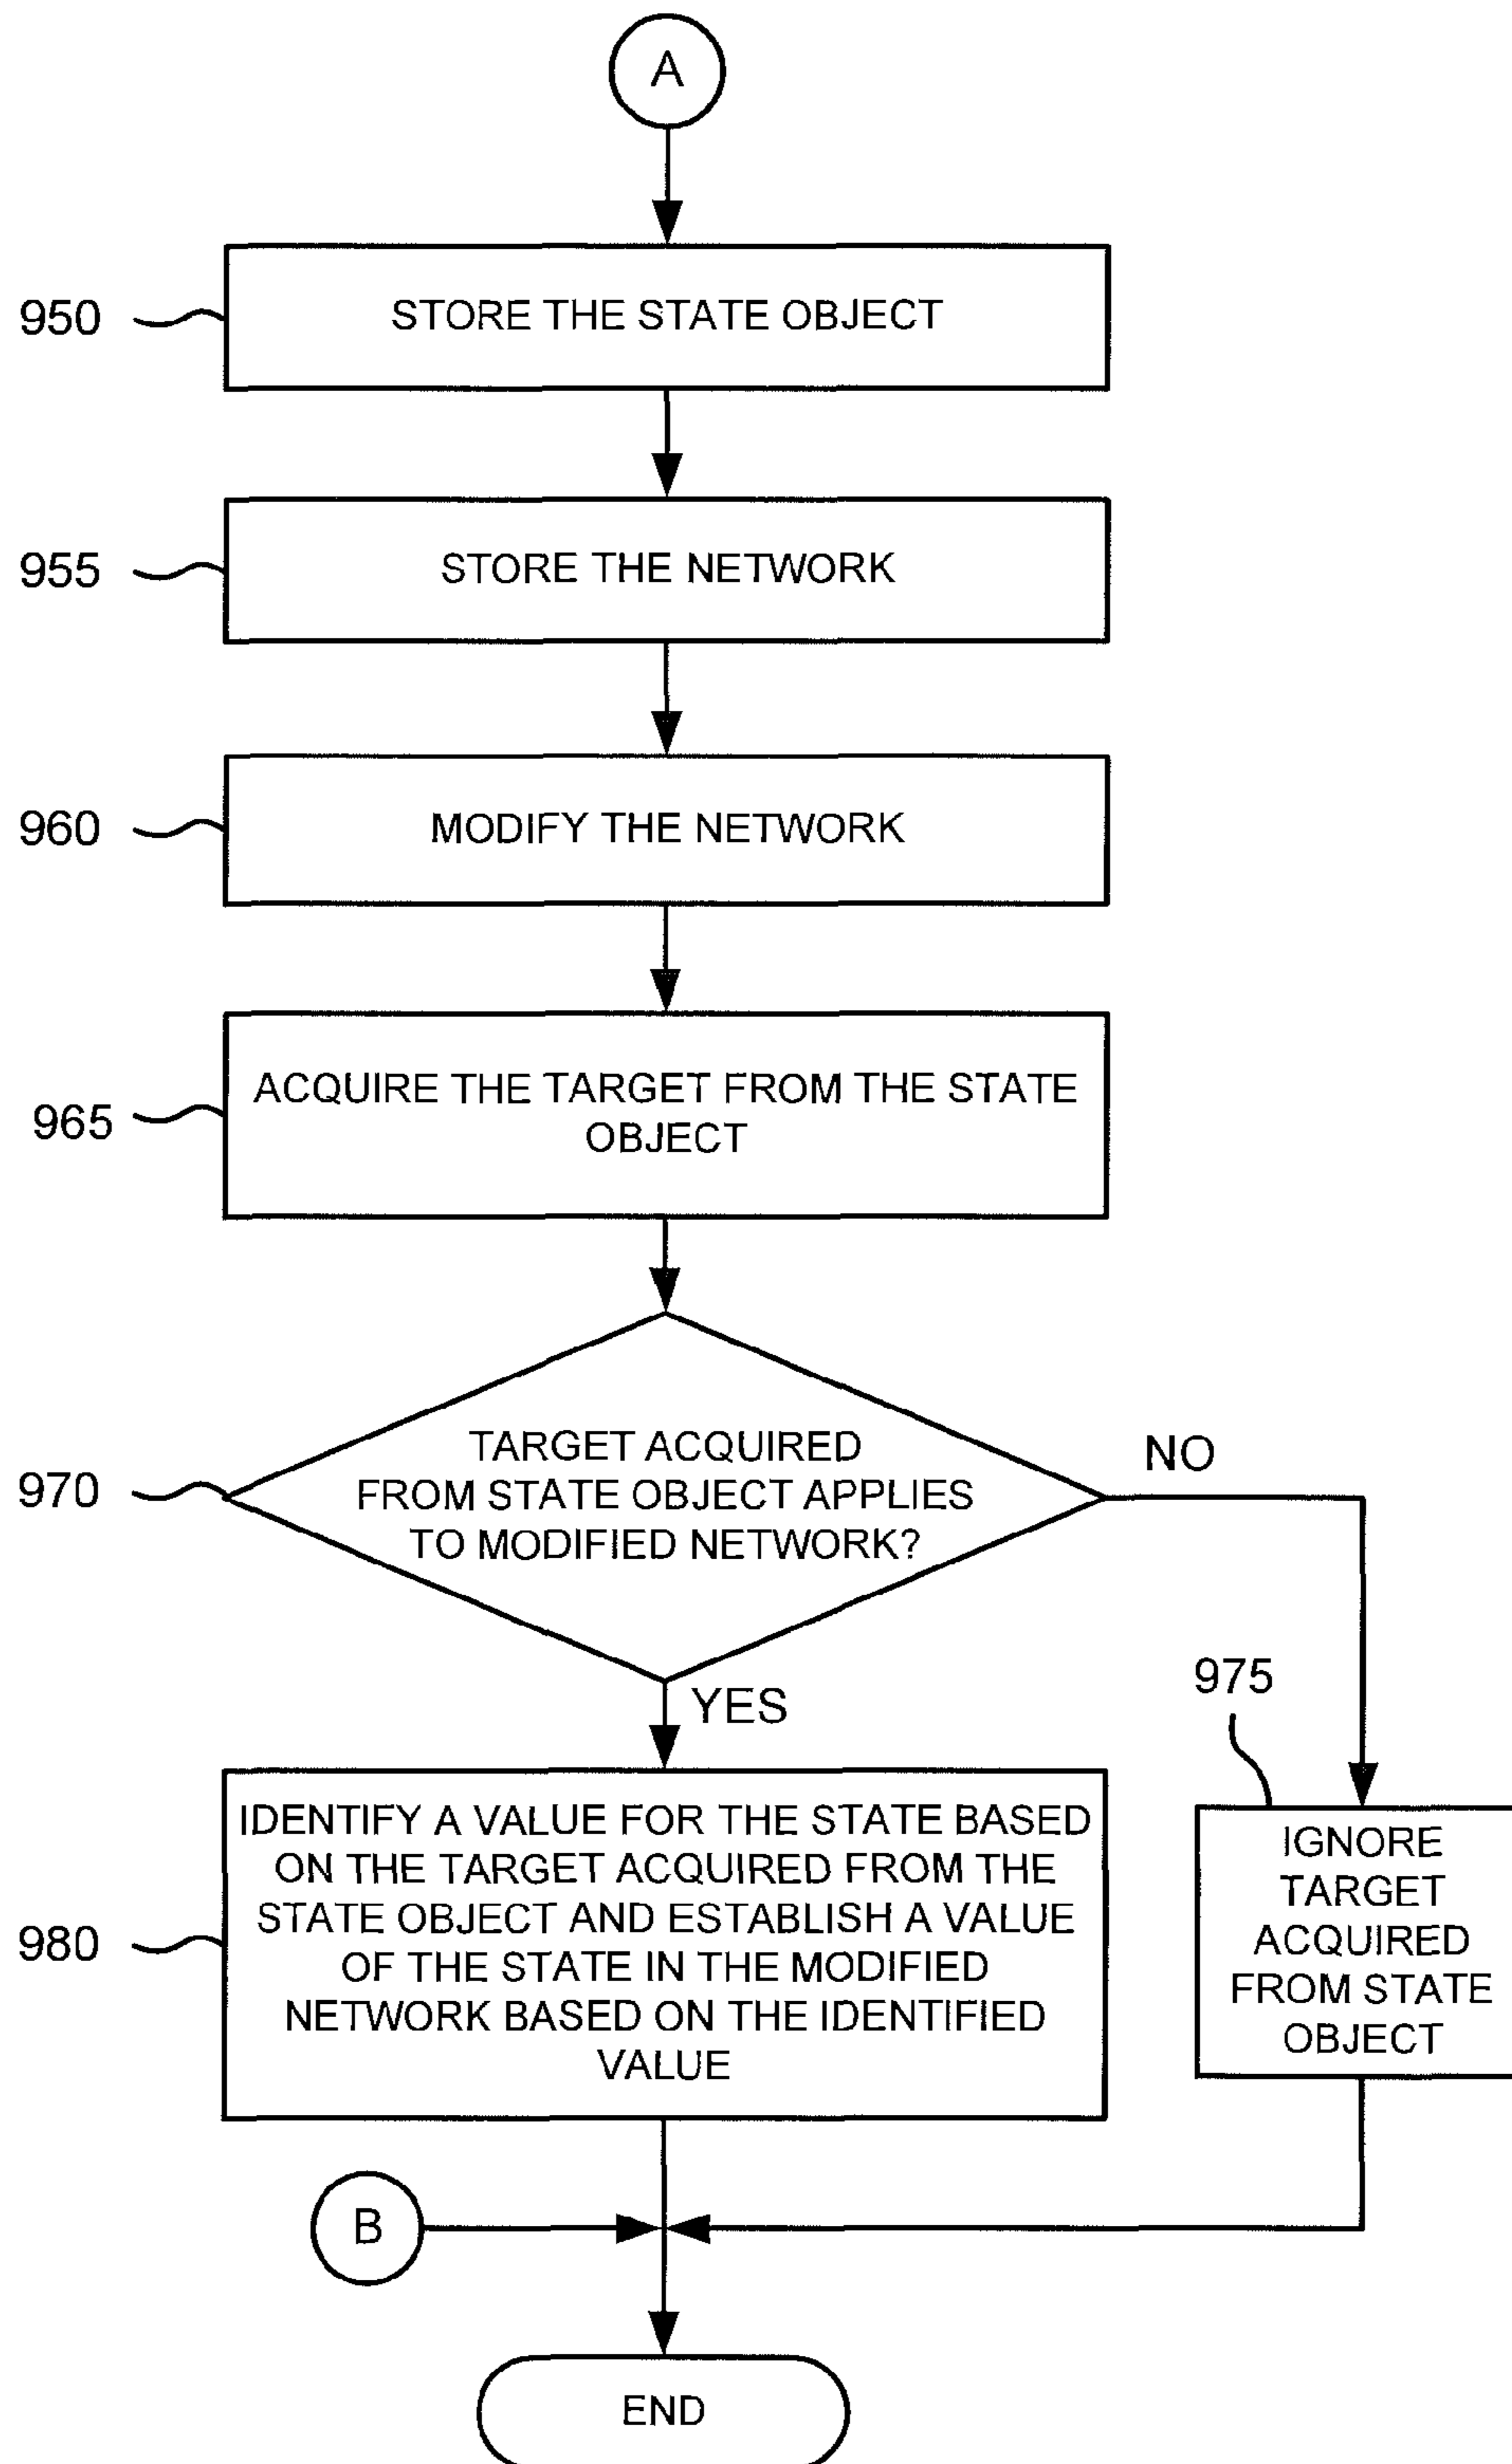 A
950
STORE THE STATE OBJECT
955
STORE THE NETWORK
960
MODIFY THE NETWORK
965
ACQUIRE THE TARGET FROM THE STATE
OBJECT
970
TARGET ACQUIRED
FROM STATE OBJECT APPLIES
TO MODIFIED NETWORK?
NO
YES
975
IGNORE
TARGET
ACQUIRED
FROM STATE
OBJECT
980
IDENTIFY A VALUE FOR THE STATE BASED
ON THE TARGET ACQUIRED FROM THE
STATE OBJECT AND ESTABLISH A VALUE
OF THE STATE IN THE MODIFIED
NETWORK BASED ON THE IDENTIFIED
VALUE
B
END